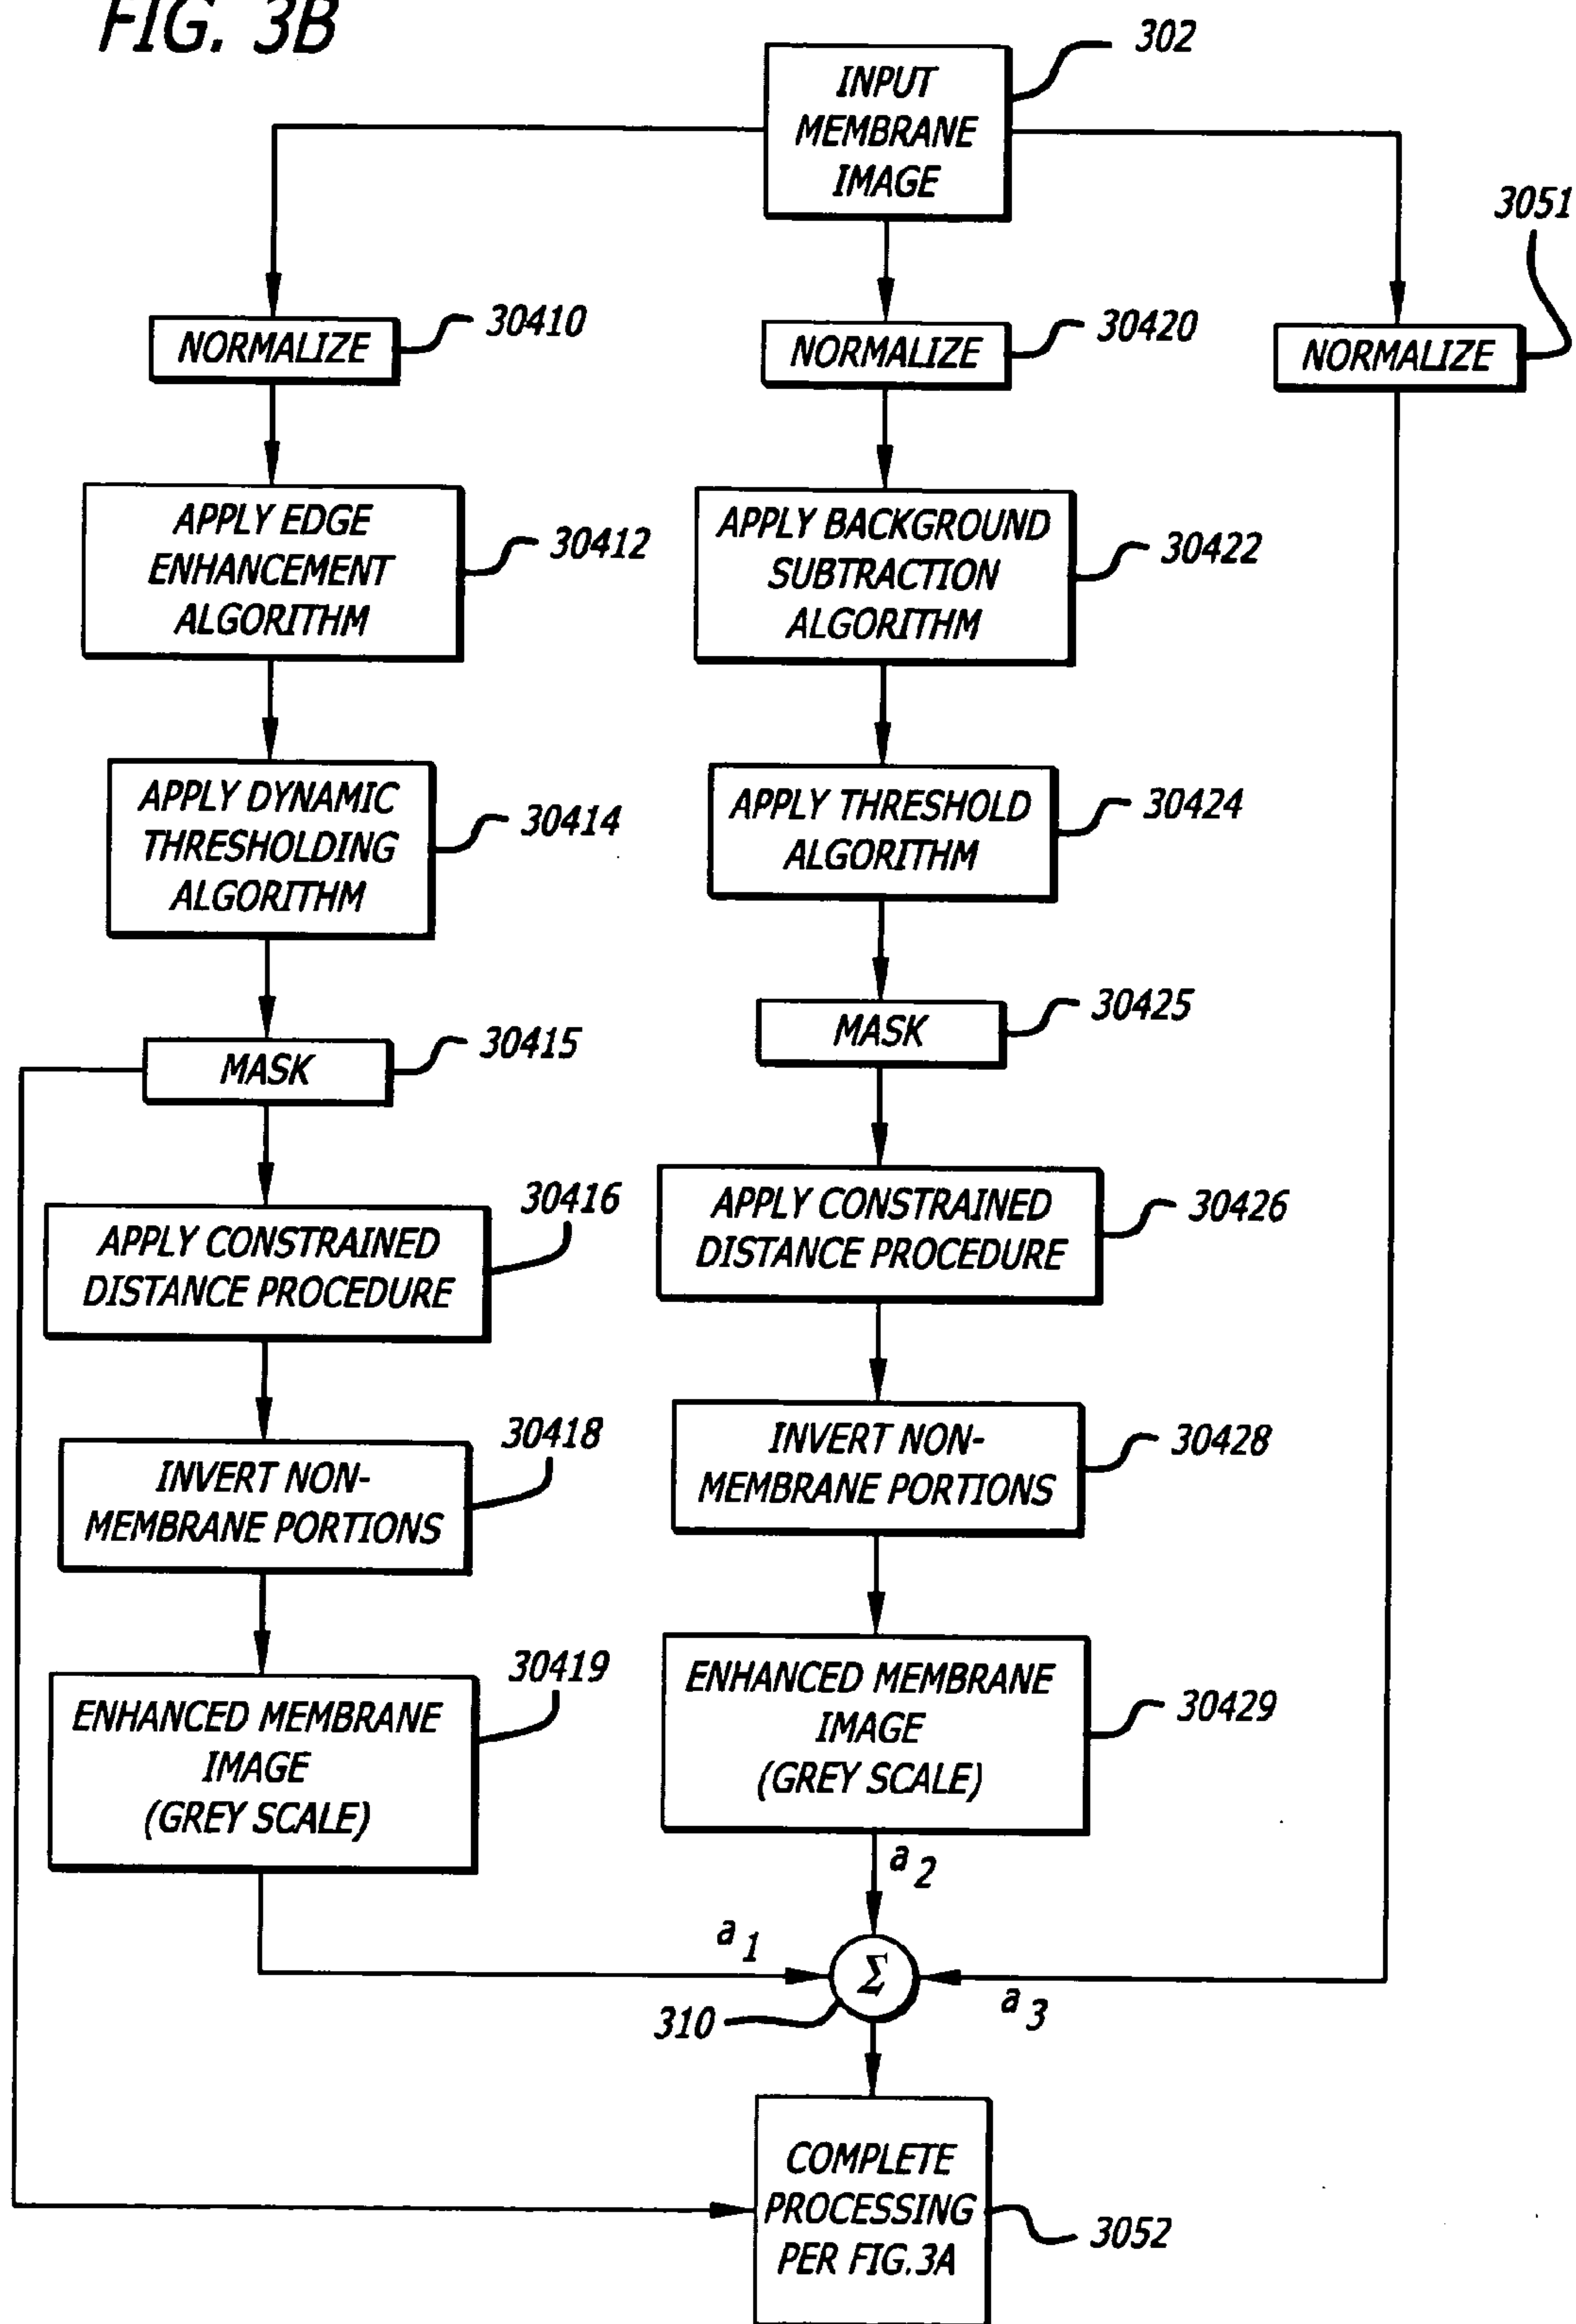 FIG. 3B
302
INPUT
MEMBRANE
IMAGE
3051
NORMALIZE
30410
NORMALIZE
30420
NORMALIZE
APPLY EDGE
ENHANCEMENT
ALGORITHM
30412
APPLY BACKGROUND
SUBTRACTION
ALGORITHM
30422
APPLY DYNAMIC
THRESHOLDING
ALGORITHM
30414
APPLY THRESHOLD
ALGORITHM
30424
MASK
30415
MASK
30425
30416
APPLY CONSTRAINED
DISTANCE PROCEDURE
APPLY CONSTRAINED
DISTANCE PROCEDURE
30426
30418
INVERT NON-
MEMBRANE PORTIONS
INVERT NON-
MEMBRANE PORTIONS
30428
30419
ENHANCED MEMBRANE
IMAGE
(GREY SCALE)
ENHANCED MEMBRANE
IMAGE
(GREY SCALE)
30429
a 2
a 1
Σ
a 3
310
COMPLETE
PROCESSING
PER FIG.3A
3052